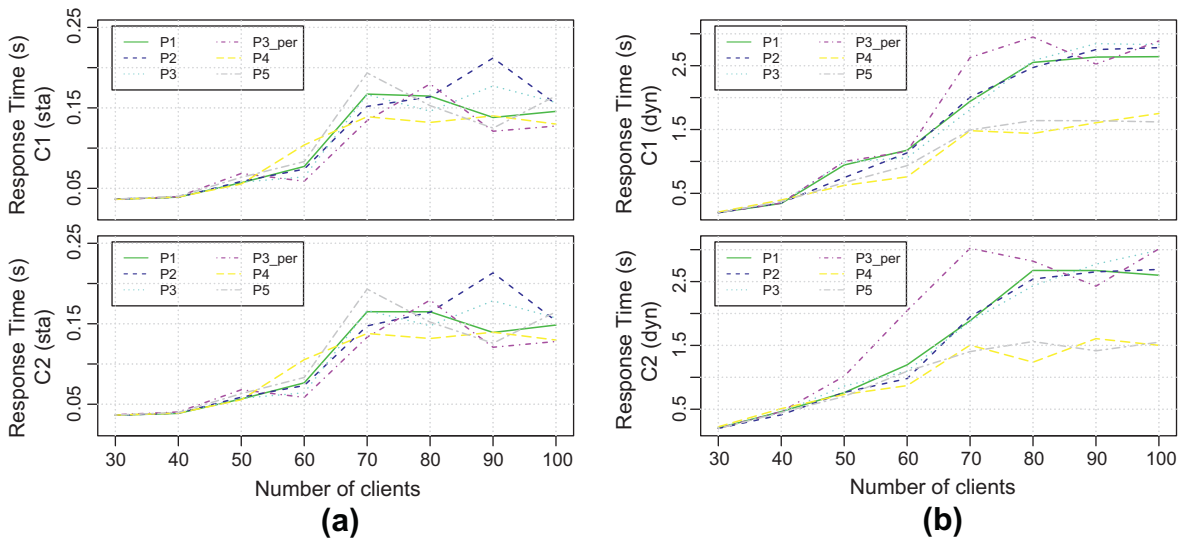 Response Time (s)
C1 (sta)
0.05 0.15 0.25
P1 P3_per
P2 P4
P3 P5
Response Time (s)
C2 (sta)
0.05 0.15 0.25
P1 P3_per
P2 P4
P3 P5
30 40 50 60 70 80 90 100
Number of clients
(a)
Response Time (s)
C1 (dyn)
0.5 1.5 2.5
P1 P3_per
P2 P4
P3 P5
Response Time (s)
C2 (dyn)
0.5 1.5 2.5
P1 P3_per
P2 P4
P3 P5
30 40 50 60 70 80 90 100
Number of clients
(b)